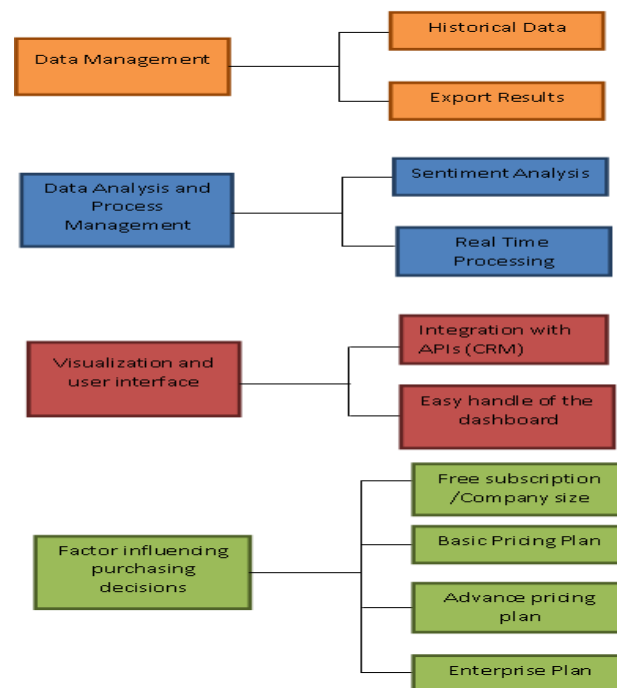 Data Management
Historical Data
Export Results
Data Analysis and
Process
Management
Sentiment Analysis
Real Time
Processing
Visualization and
user interface
Integration with
APIs (CRM)
Easy handle of the
dashboard
Factor influencing
purchasing
decisions
Free subscription
/Company size
Basic Pricing Plan
Advance pricing
plan
Enterprise Plan